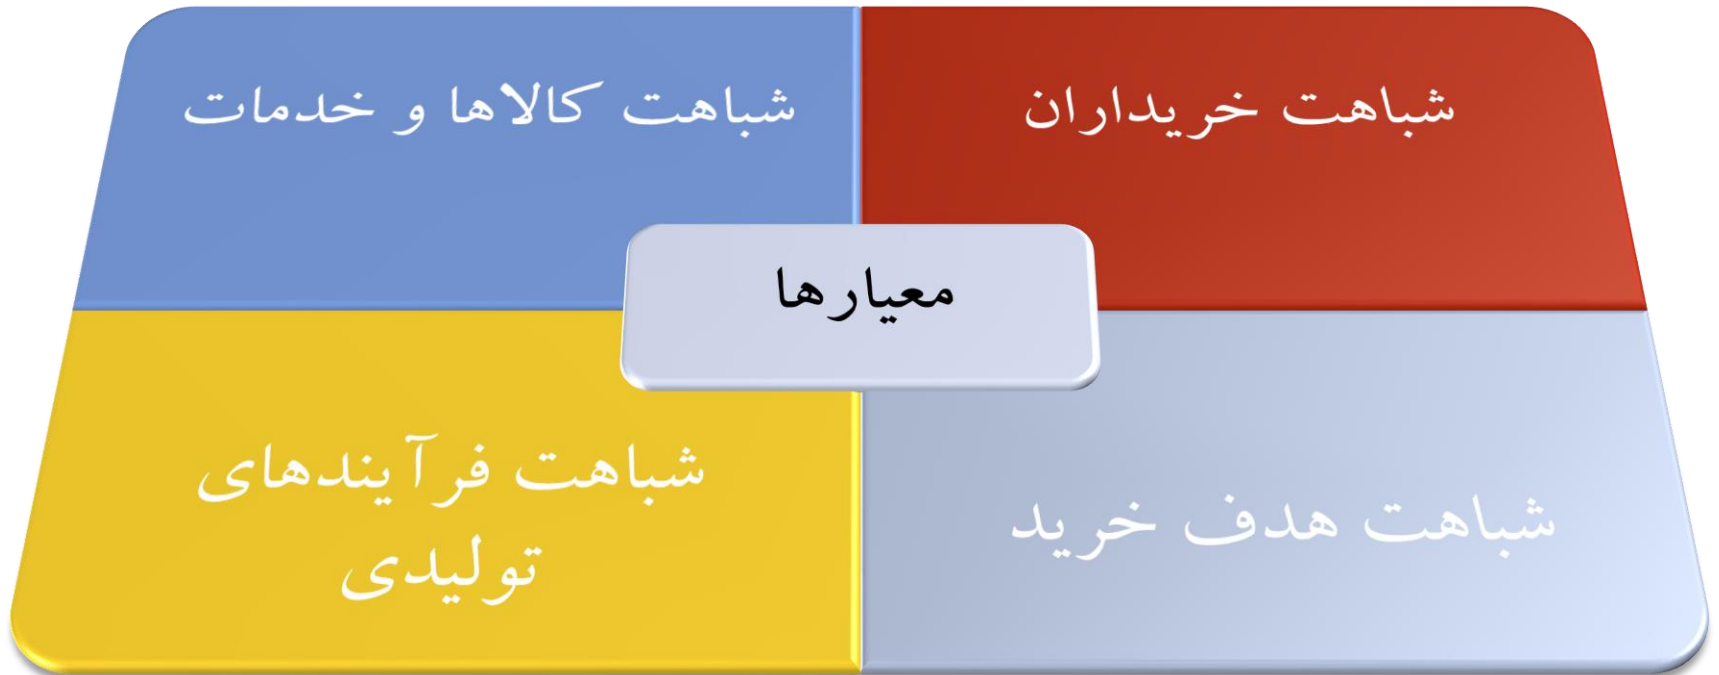 شباهت خریداران
شباهت کالاها و خدمات
معیارها
شباهت هدف خرید
شباهت فرآیندهای
تولیدی